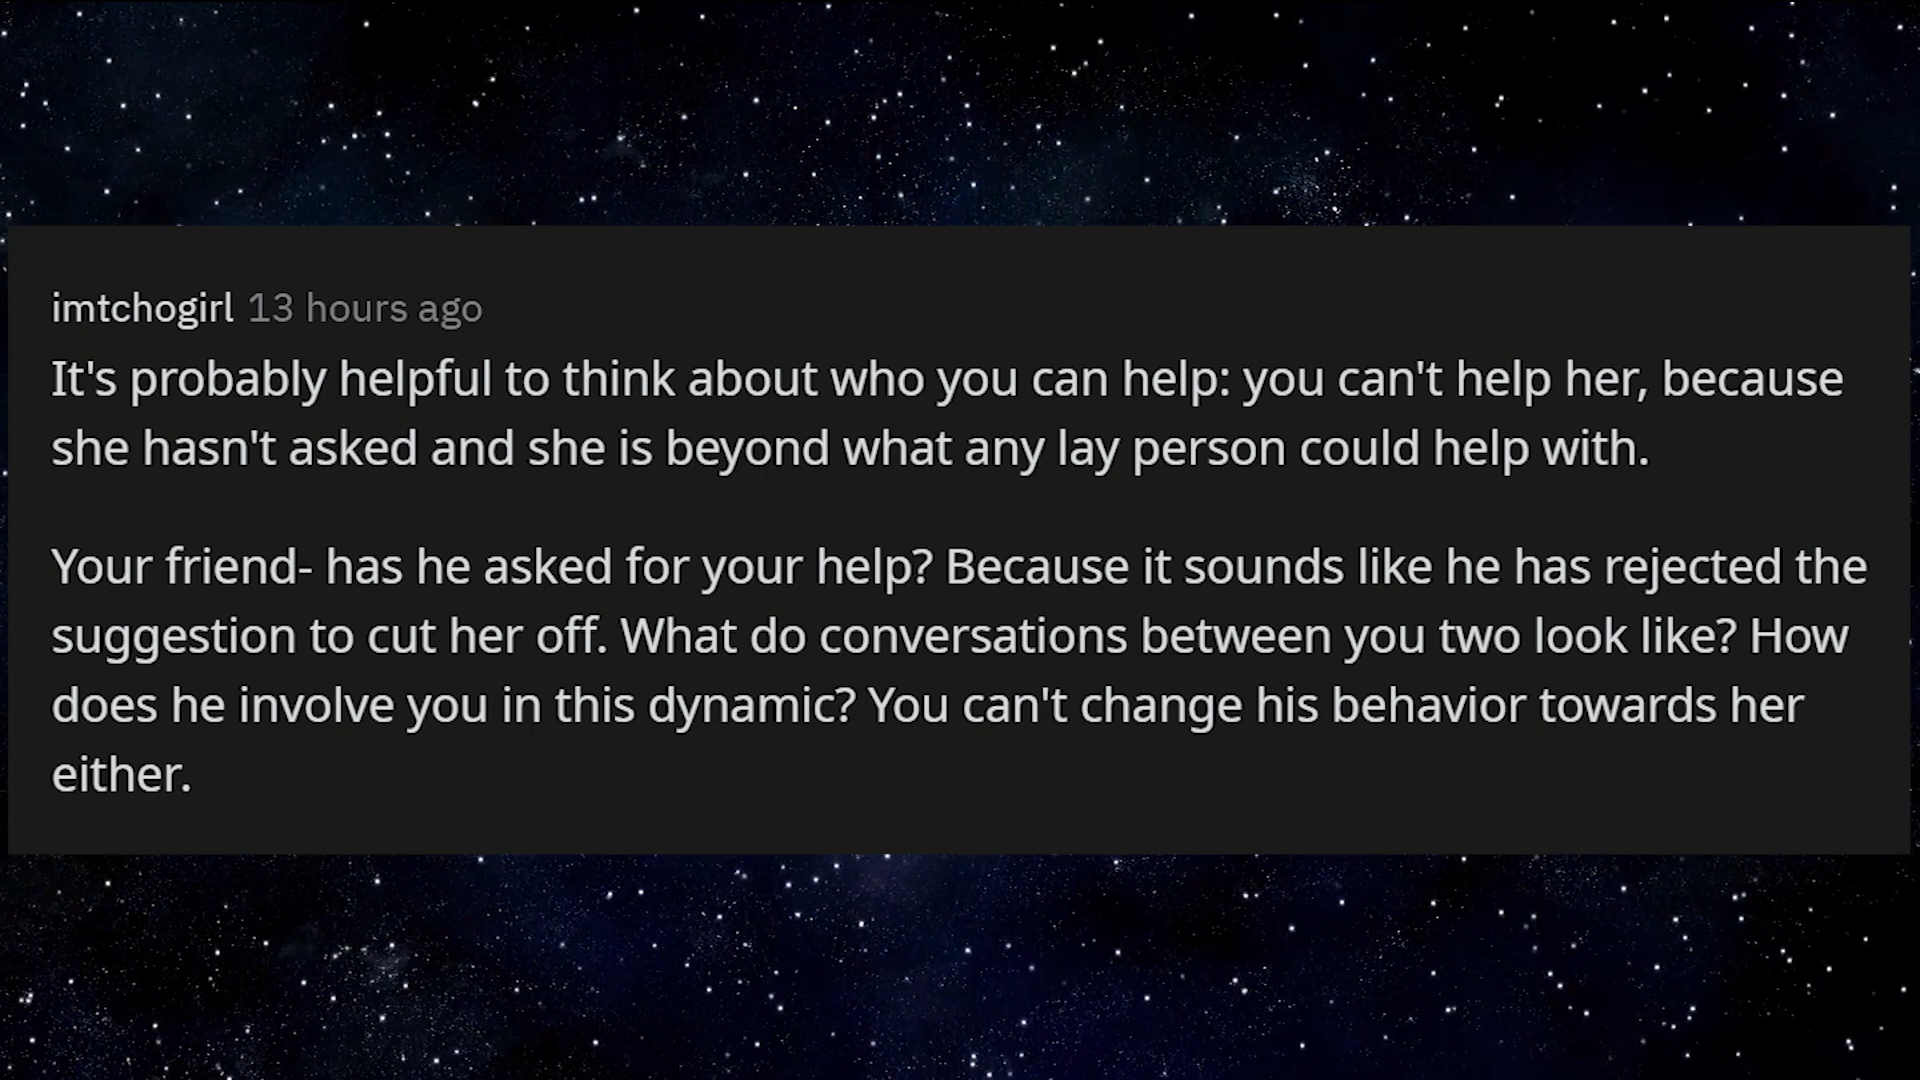 imtchogirl 13 hours ago
It's probably helpful to think about who you can help: you can't help her, because
she hasn't asked and she is beyond what any lay person could help with.
Your friend- has he asked for your help? Because it sounds like he has rejected the
suggestion to cut her off. What do conversations between you two look like? How
does he involve you in this dynamic? You can't change his behavior towards her
either.